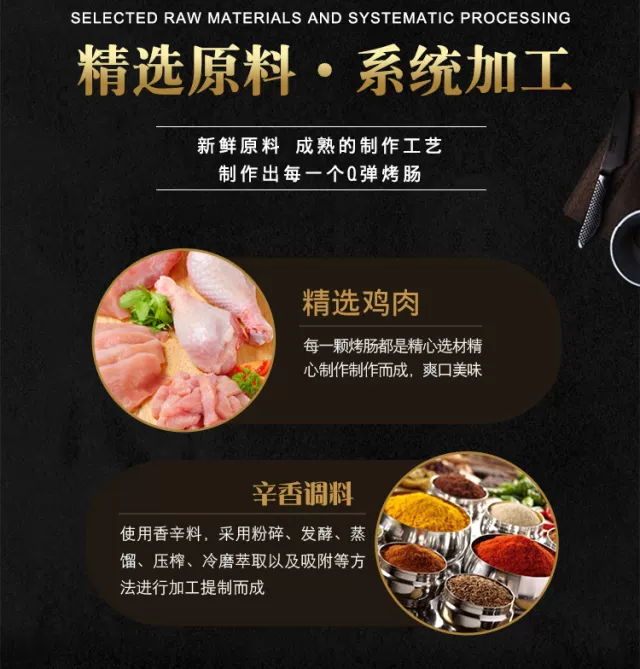 SELECTED RAW MATERIALS AND SYSTEMATIC PROCESSING
精选原料·系统加工
新鲜原料 成熟的制作工艺
制作出每一个Q弹烤肠
精选鸡肉
每一颗烤肠都是精心选材精
心制作制作而成，爽口美味
辛香调料
使用香辛料，采用粉碎、发酵、蒸
馏、压榨、冷磨萃取以及吸附等方
法进行加工提制而成